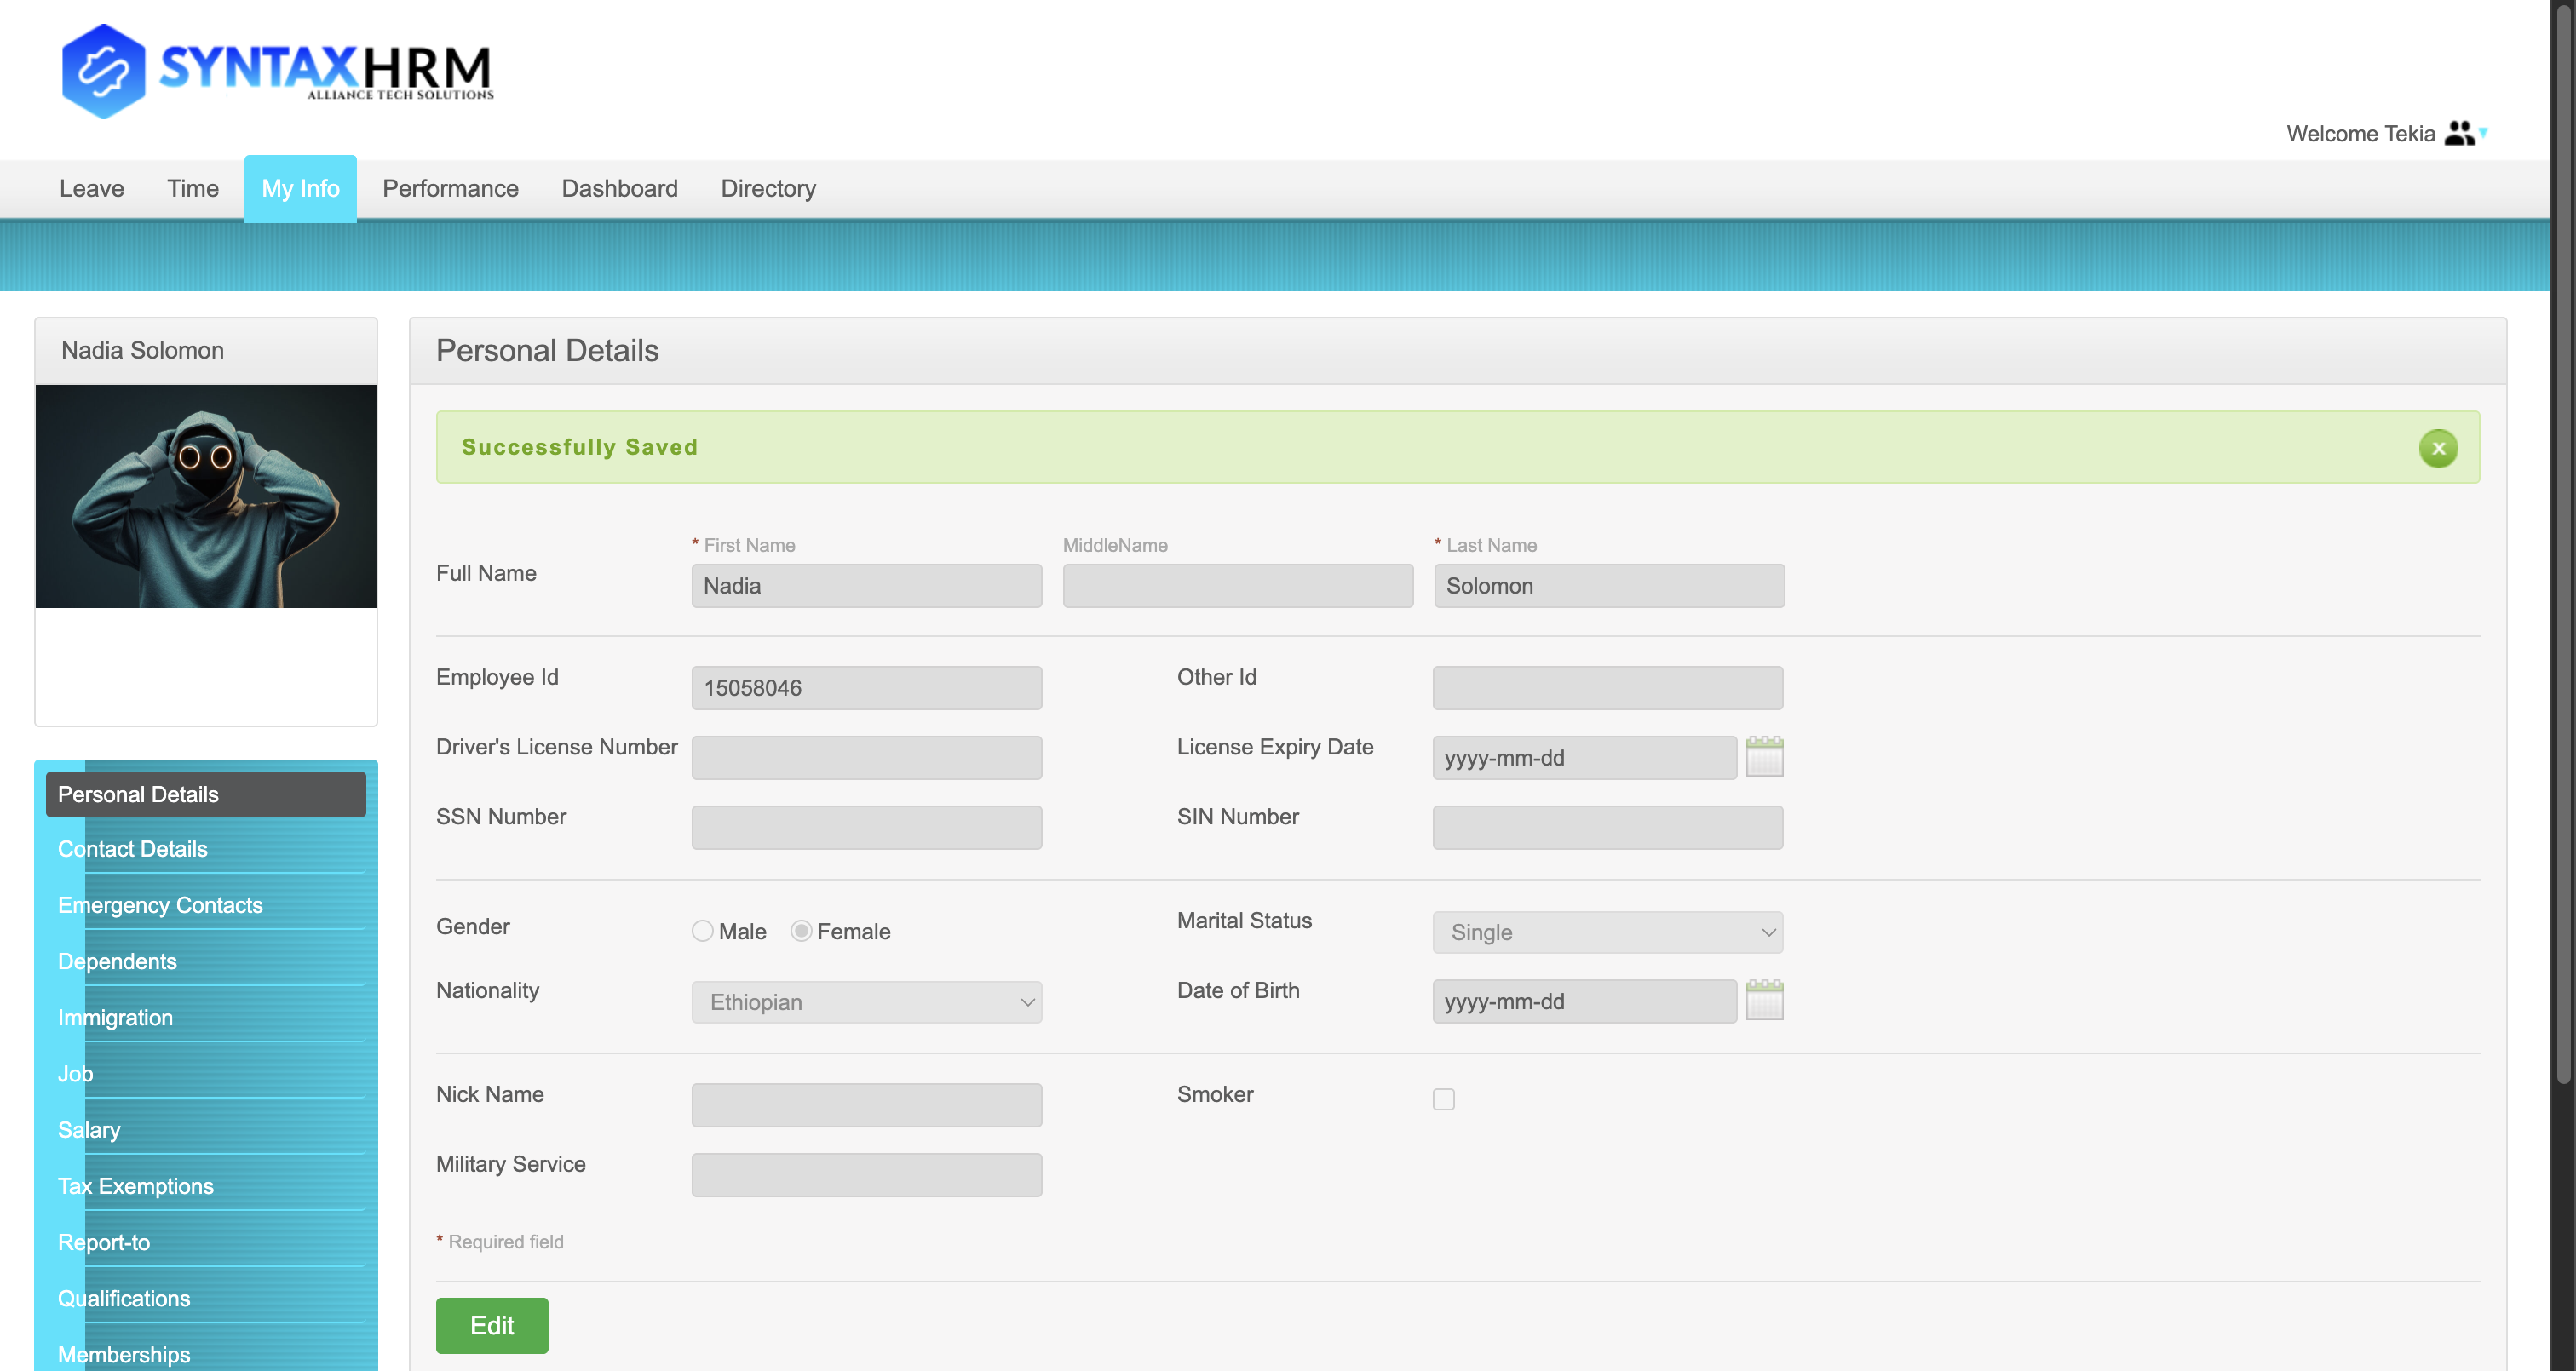 SYNTAXHRM
ALLIANCE TECH SOLUTIONS
Welcome Tekia
Leave Time My Info Performance Dashboard Directory
Nadia Solomon
Personal Details
Contact Details
Emergency Contacts
Dependents
Immigration
Job
Salary
Tax Exemptions
Report-to
Qualifications
Memberships
Personal Details
Successfully Saved
x
* First Name MiddleName * Last Name
Full Name Nadia Solomon
Employee Id 15058046 Other Id
Driver's License Number License Expiry Date yyyy-mm-dd
SSN Number SIN Number
Gender Male Female Marital Status Single
Nationality Ethiopian Date of Birth yyyy-mm-dd
Nick Name Smoker
Military Service
* Required field
Edit